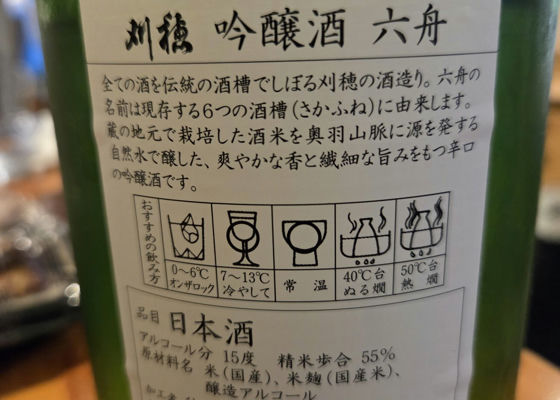 刈穂 吟醸酒 六舟
全ての酒を伝統の酒槽でしぼる刈穂の酒造り。六舟の
名前は現存する6つの酒槽(さかふね)に由来します。
蔵の地元で栽培した酒米を奥羽山脈に源を発する
自然水で醸した、爽やかな香と繊細な旨みをもつ辛口
の吟醸酒です。
おすすめの飲み方
0〜6℃
オンザロック
7〜13℃
冷やして
常温
40℃台
ぬる燗
50℃台
熱燗
品目 日本酒
アルコール分 15度 精米歩合 55%
原材料名 米(国産)、米麹(国産米)、
醸造アルコール